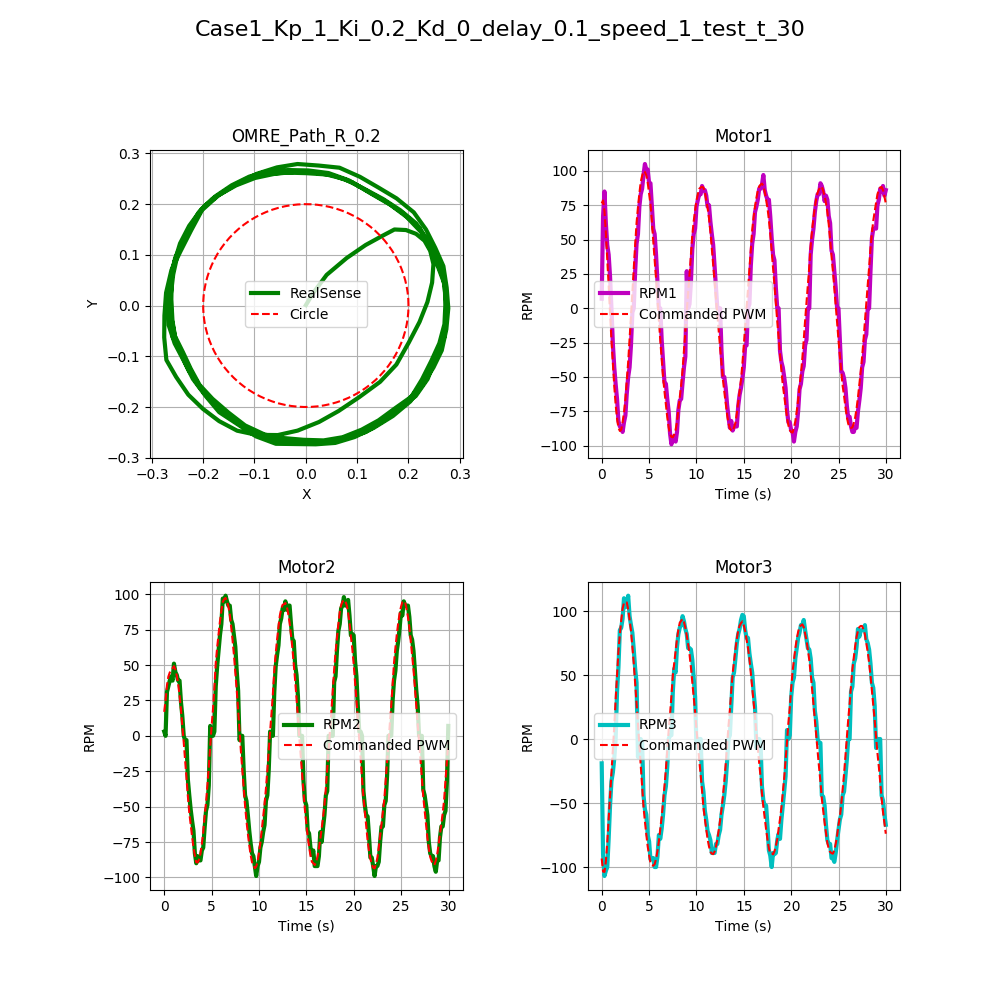 Case1_Kp_1_Ki_0.2_Kd_0_delay_0.1_speed_1_test_t_30
OMRE_Path_R_0.2
0.3
0.2
0.1
0.0
−0.1
−0.2
−0.3
Y
−0.3 −0.2 −0.1 0.0 0.1 0.2 0.3
X
RealSense
Circle
Motor1
100
75
50
25
0
−25
−50
−75
−100
RPM
0 5 10 15 20 25 30
Time (s)
RPM1
Commanded PWM
Motor2
100
75
50
25
0
−25
−50
−75
−100
RPM
0 5 10 15 20 25 30
Time (s)
RPM2
Commanded PWM
Motor3
100
50
0
−50
−100
RPM
0 5 10 15 20 25 30
Time (s)
RPM3
Commanded PWM